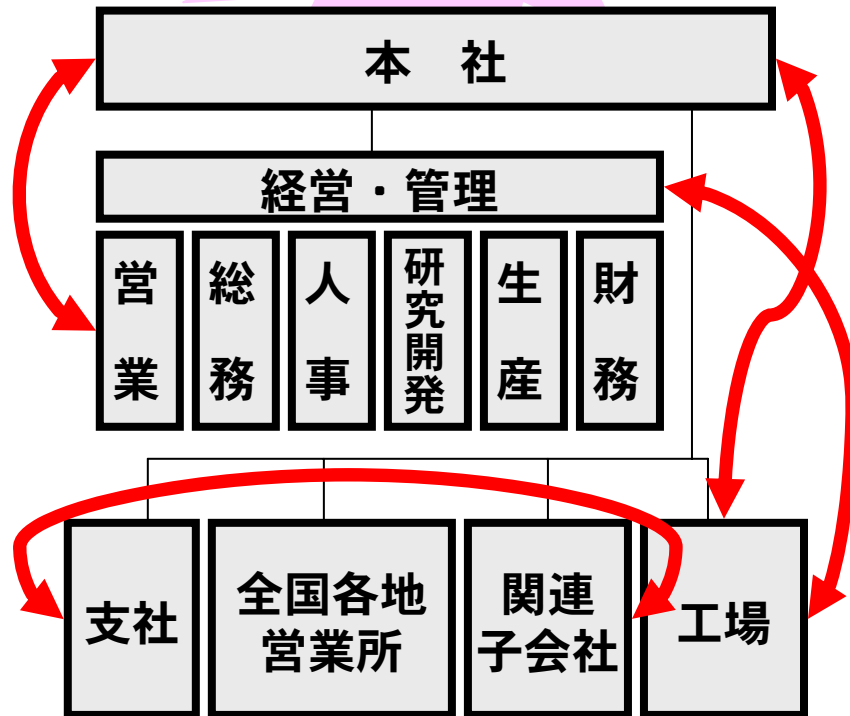 本　社
経営・管理
営業
総務
人事
研究開発
生産
財務
支社
全国各地
営業所
関連
子会社
工場